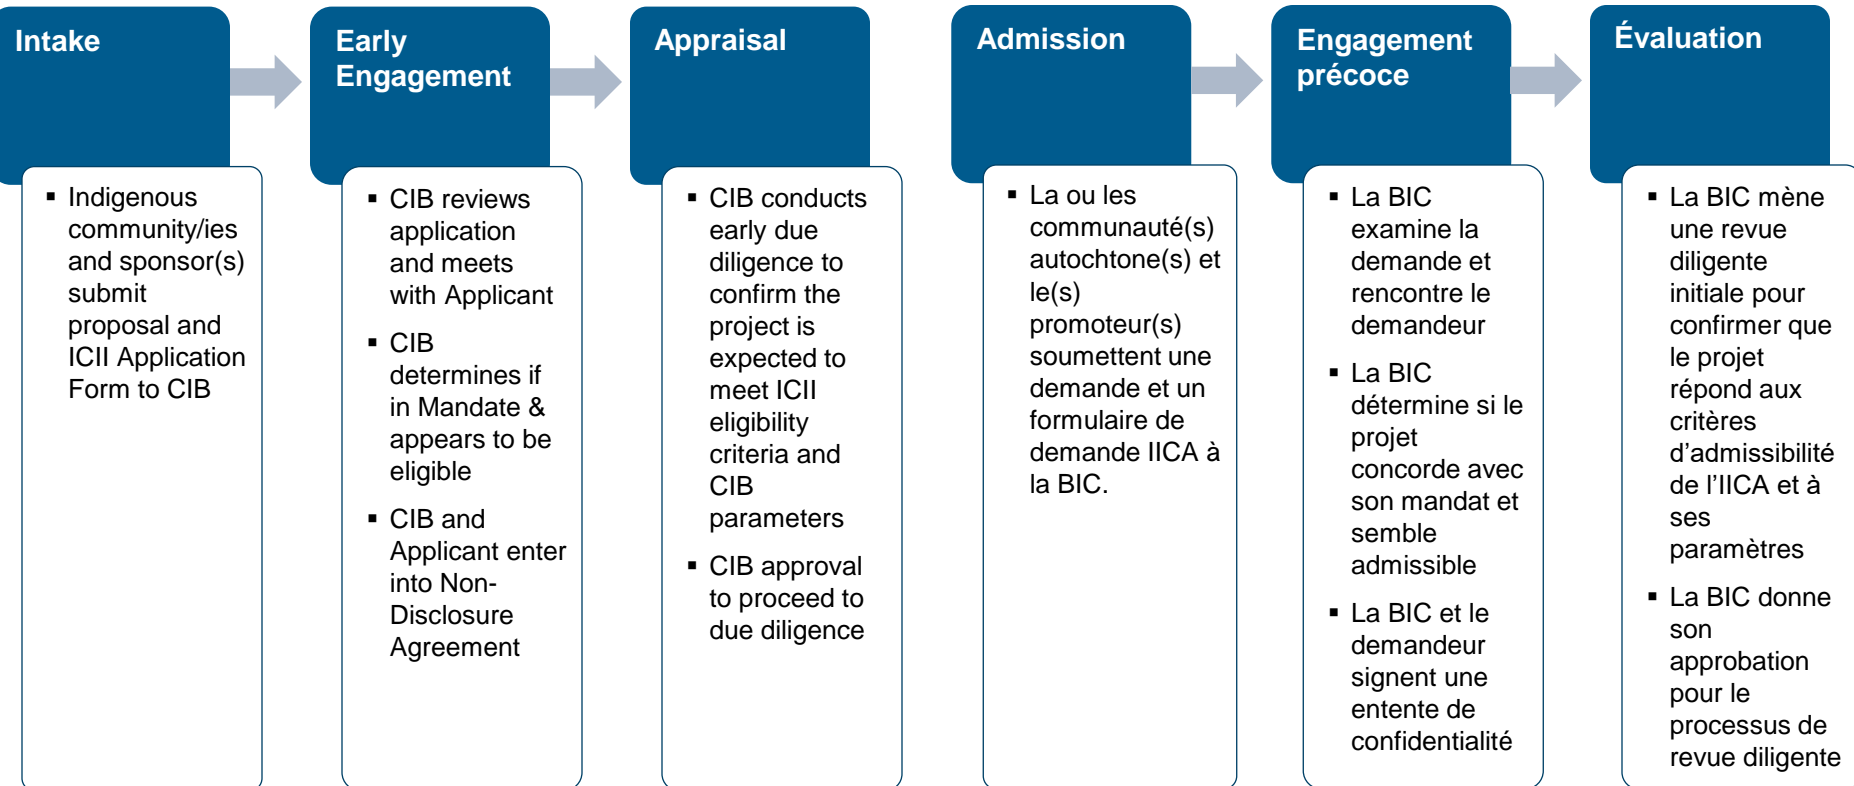 Intake
▪ Indigenous
community/ies
and sponsor(s)
submit
proposal and
ICII Application
Form to CIB
Early
Engagement
▪ CIB reviews
application
and meets
with Applicant
▪ CIB
determines if
in Mandate &
appears to be
eligible
▪ CIB and
Applicant enter
into Non-
Disclosure
Agreement
Appraisal
▪ CIB conducts
early due
diligence to
confirm the
project is
expected to
meet ICII
eligibility
criteria and
CIB
parameters
▪ CIB approval
to proceed to
due diligence
Admission
▪ La ou les
communauté(s)
autochtone(s) et
le(s)
promoteur(s)
soumettent une
demande et un
formulaire de
demande IICA à
la BIC.
Engagement
précoce
▪ La BIC
examine la
demande et
rencontre le
demandeur
▪ La BIC
détermine si le
projet
concorde avec
son mandat et
semble
admissible
▪ La BIC et le
demandeur
signent une
entente de
confidentialité
Évaluation
▪ La BIC mène
une revue
diligente
initiale pour
confirmer que
le projet
répond aux
critères
d’admissibilité
de l’IICA et à
ses
paramètres
▪ La BIC donne
son
approbation
pour le
processus de
revue diligente